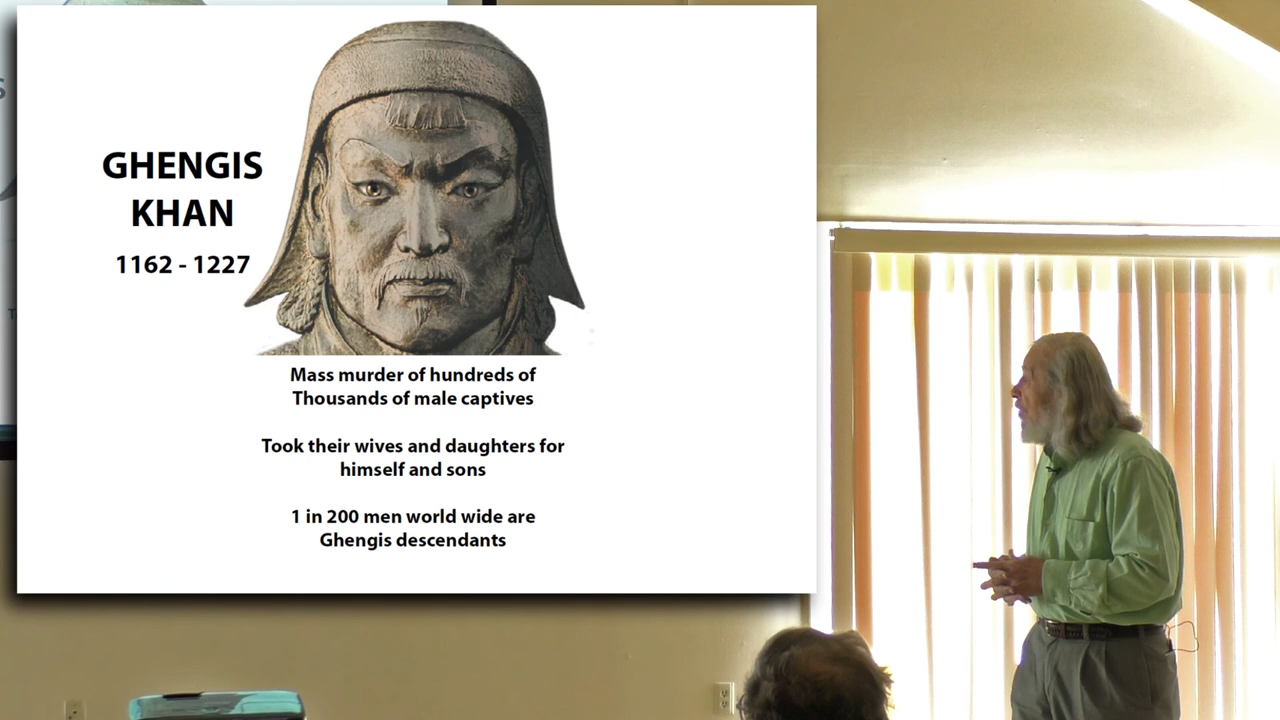 GHENGIS
KHAN
1162 - 1227
Mass murder of hundreds of
Thousands of male captives
Took their wives and daughters for
himself and sons
1 in 200 men world wide are
Ghengis descendants